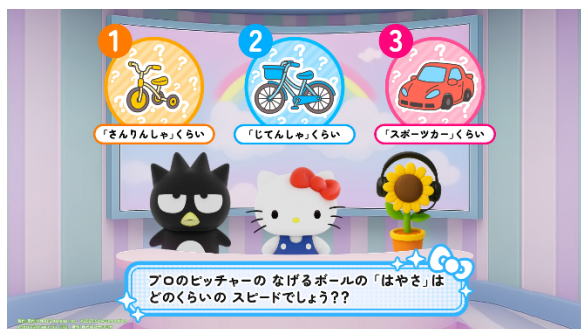 1
2
3
「さんりんしゃ」くらい
「じてんしゃ」くらい
「スポーツカー」くらい
プロのピッチャーの なげるボールの 「はやさ」は
どのくらいの スピードでしょう??